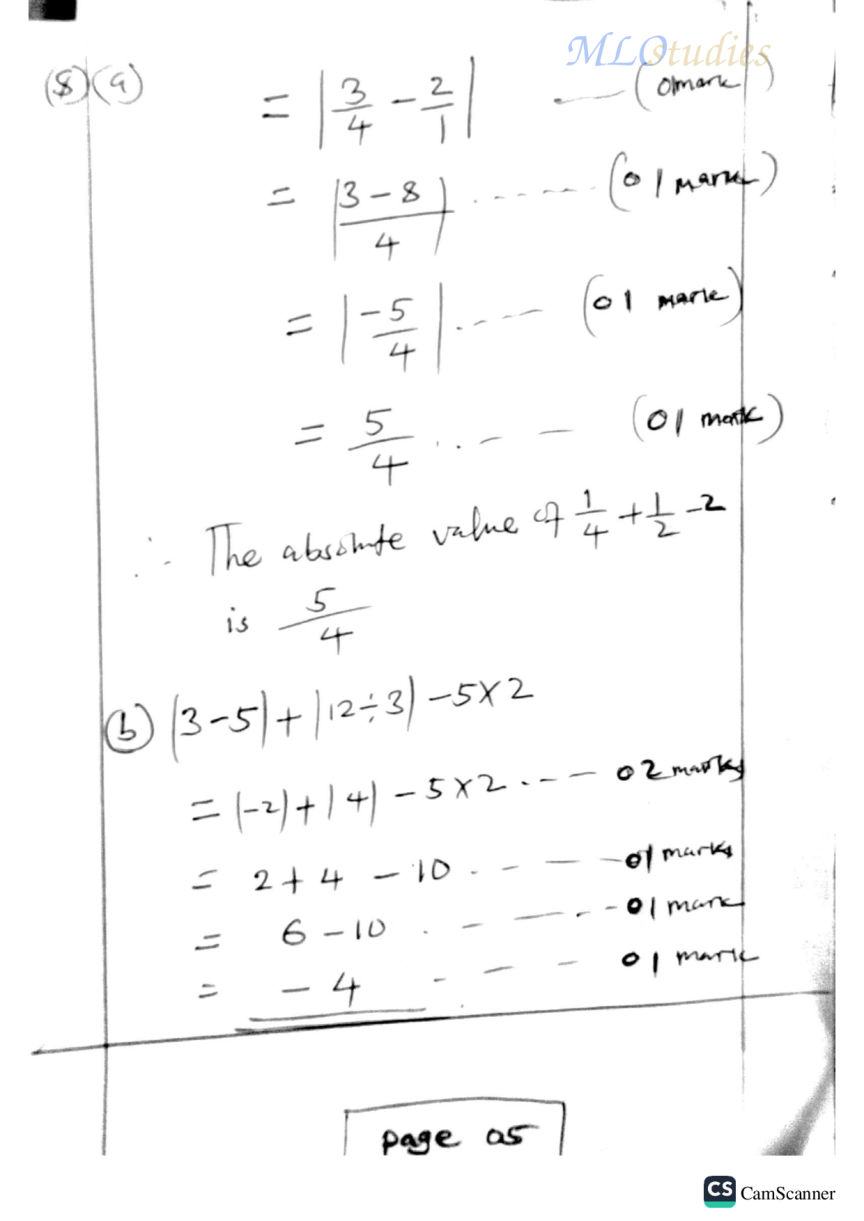 MLOstudies
(8)(a) = |3/4 - 2/1| (01mark)
= |3-8/4| ------ (01 mark)
= |-5/4| ---- (01 mark)
= 5/4 ..-- (01 mark)
∴ The absolute value of 1/4 + 1/2 -2
is 5/4
(b) |3-5| + |12÷3| -5×2
= |-2| + |4| -5×2 --- 02 marks
= 2+4 -10 .--- 01 marks
= 6-10 .--.- 01 mark
= -4 --- 01 mark
page 05
CS CamScanner